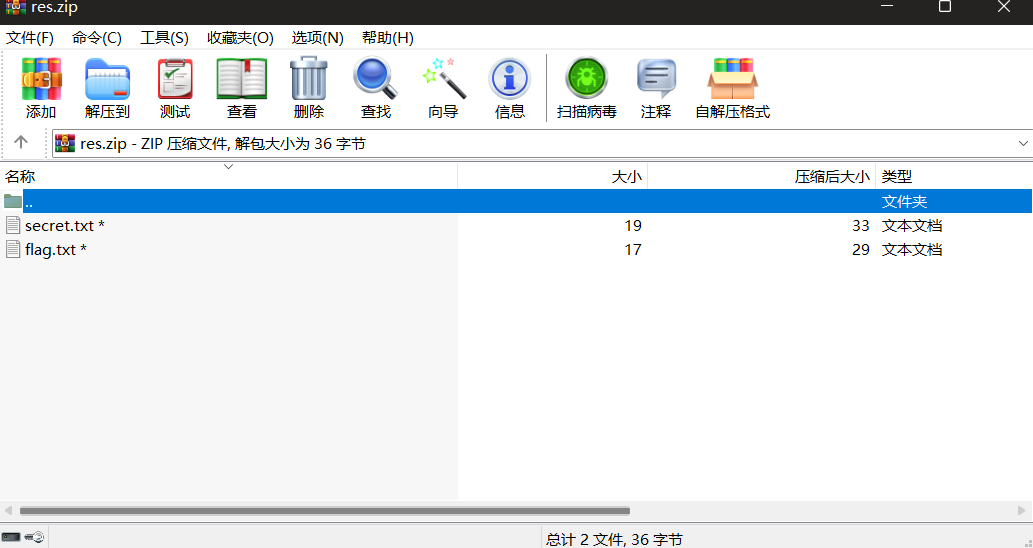 res.zip
文件(F) 命令(C) 工具(S) 收藏夹(O) 选项(N) 帮助(H)
添加 解压到 测试 查看 删除 查找 向导 信息 扫描病毒 注释 自解压格式
res.zip - ZIP 压缩文件, 解包大小为 36 字节
名称 大小 压缩后大小 类型
.. 文件夹
secret.txt * 19 33 文本文档
flag.txt * 17 29 文本文档
总计 2 文件, 36 字节